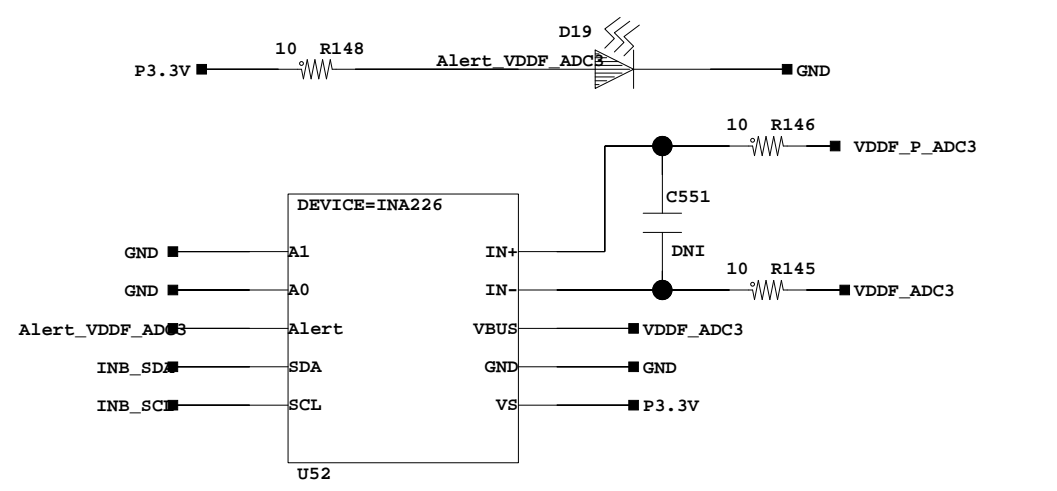 D19
10 R148
Alert_VDDF_ADC3
P3.3V
GND
10 R146
VDDF_P_ADC3
C551
DEVICE=INA226
GND
A1
IN+
DNI
10 R145
GND
A0
IN-
VDDF_ADC3
Alert_VDDF_ADC3
Alert
VBUS
VDDF_ADC3
INB_SDA
SDA
GND
GND
INB_SCL
SCL
VS
P3.3V
U52